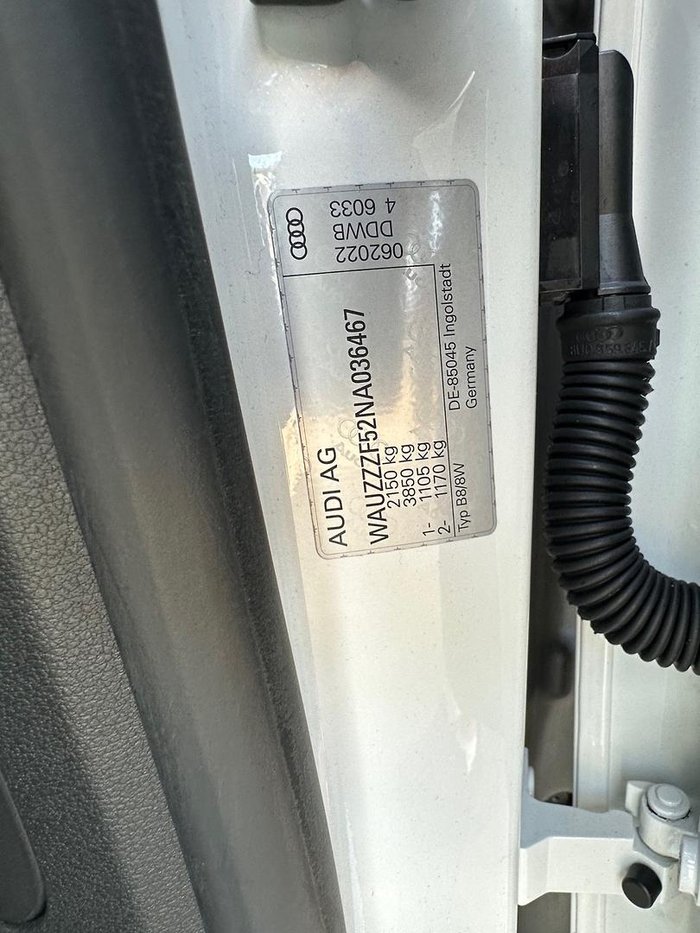 AUDI AG
WAUZZZF52NA036467
2150 kg
3850 kg
1- 1105 kg
2- 1170 kg
Typ B8/8W
DE-85045 Ingolstadt
Germany
062022
DDWB
4 6033